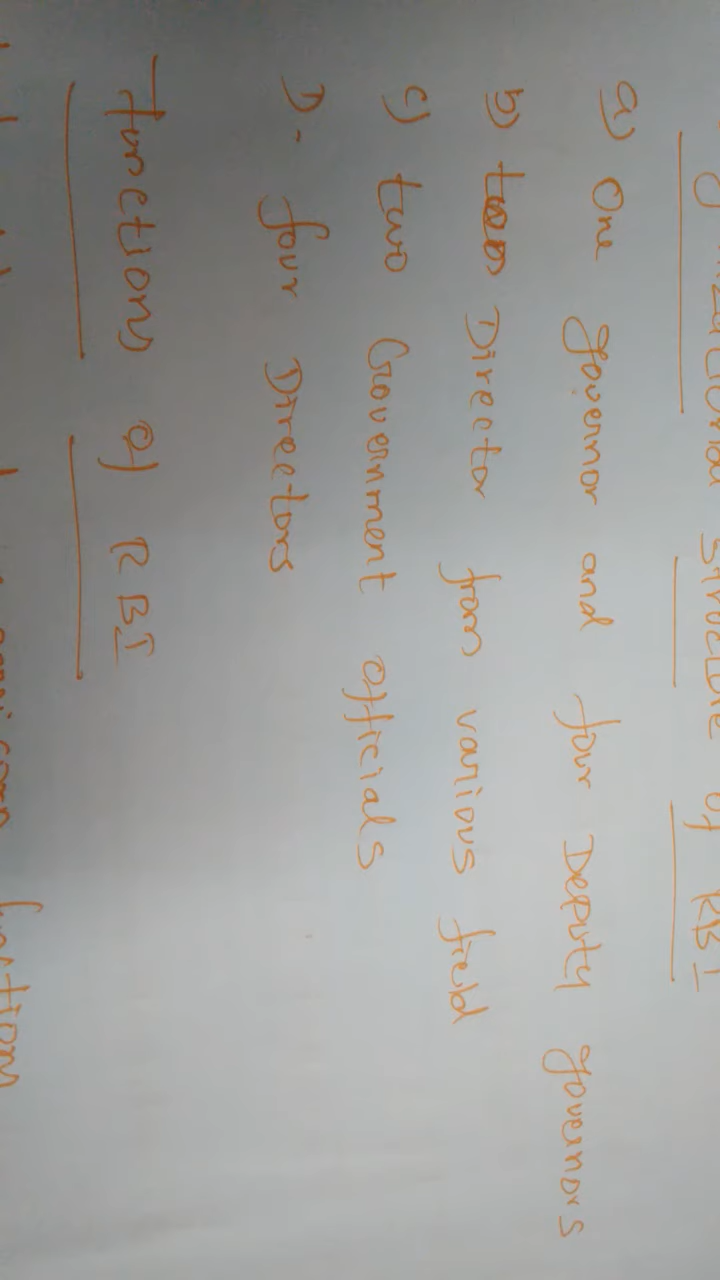 structure of RBI
a) One governor and four Deputy governors
b) Director from various field
c) two Government officials
D. four Directors
functions of RBI
functions